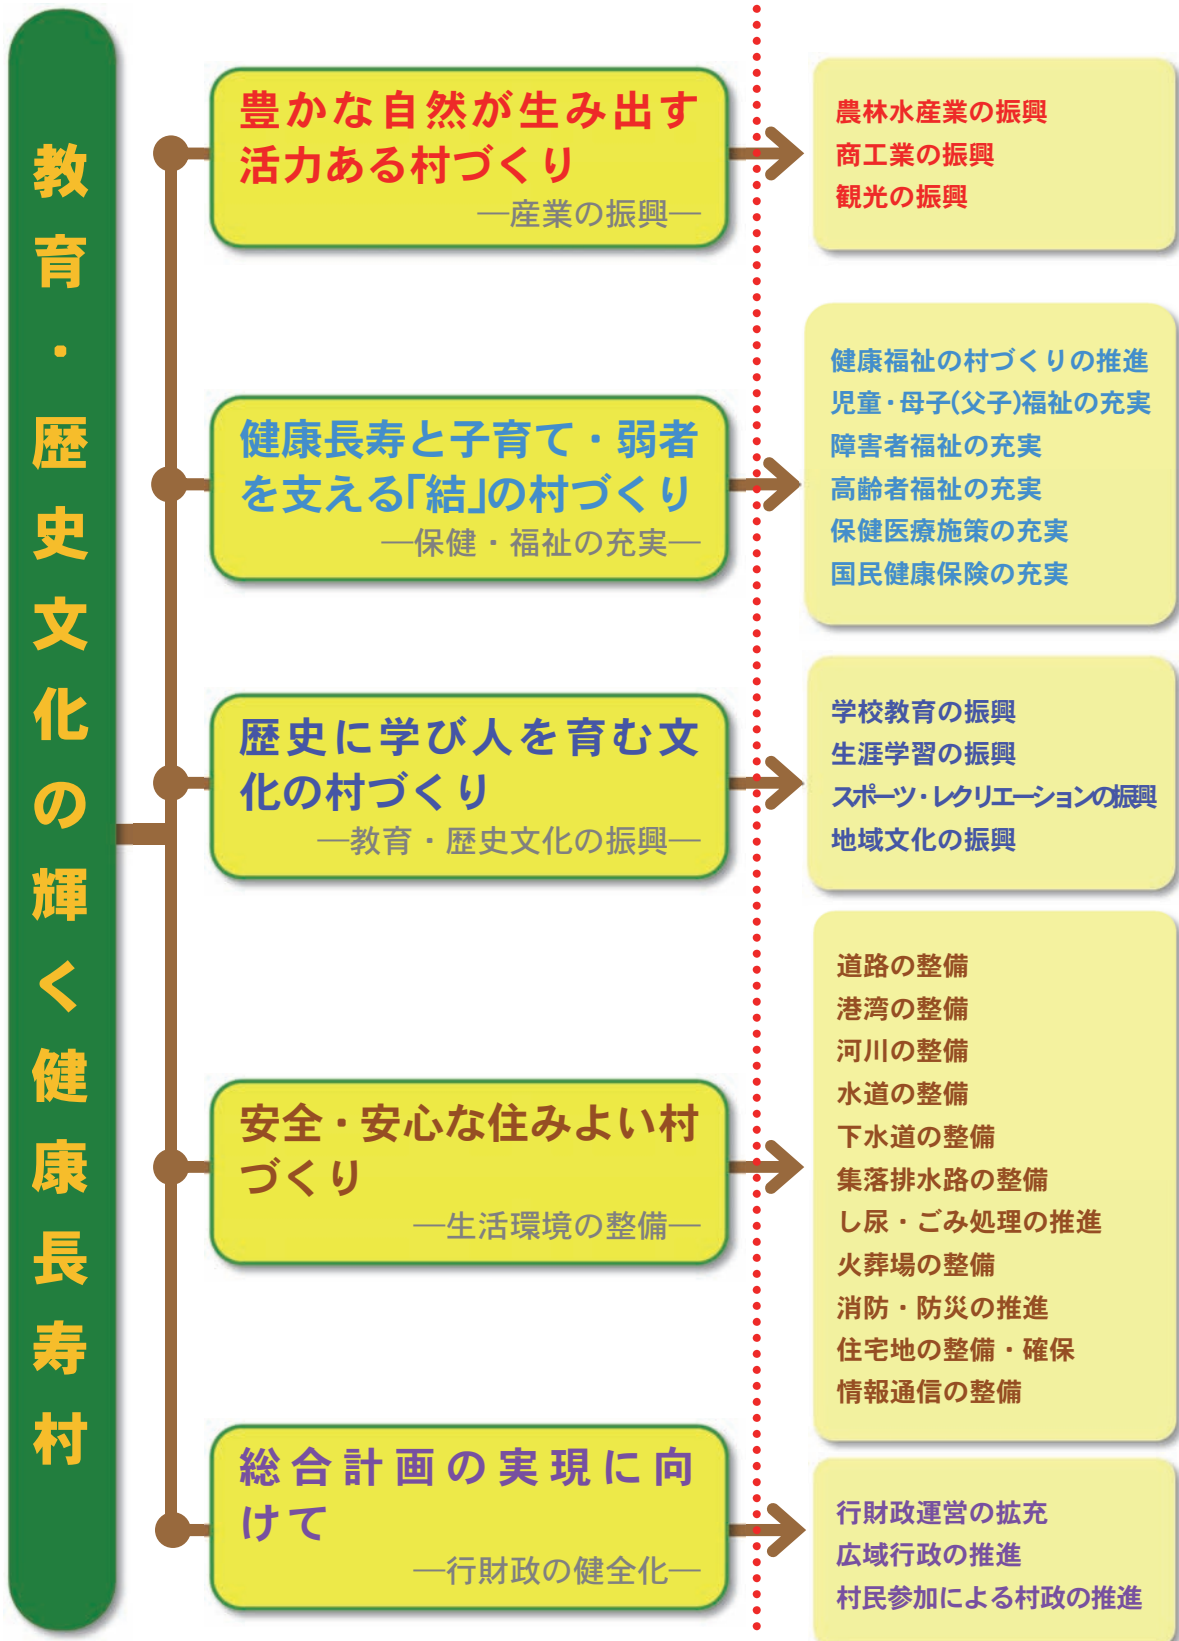 教育・歴史文化の輝く健康長寿村
豊かな自然が生み出す
活力ある村づくり
―産業の振興―
農林水産業の振興
商工業の振興
観光の振興
健康長寿と子育て・弱者
を支える「結」の村づくり
―保健・福祉の充実―
健康福祉の村づくりの推進
児童・母子(父子)福祉の充実
障害者福祉の充実
高齢者福祉の充実
保健医療施策の充実
国民健康保険の充実
歴史に学び人を育む文
化の村づくり
―教育・歴史文化の振興―
学校教育の振興
生涯学習の振興
スポーツ・レクリエーションの振興
地域文化の振興
安全・安心な住みよい村
づくり
―生活環境の整備―
道路の整備
港湾の整備
河川の整備
水道の整備
下水道の整備
集落排水路の整備
し尿・ごみ処理の推進
火葬場の整備
消防・防災の推進
住宅地の整備・確保
情報通信の整備
総合計画の実現に向
けて
―行財政の健全化―
行財政運営の拡充
広域行政の推進
村民参加による村政の推進